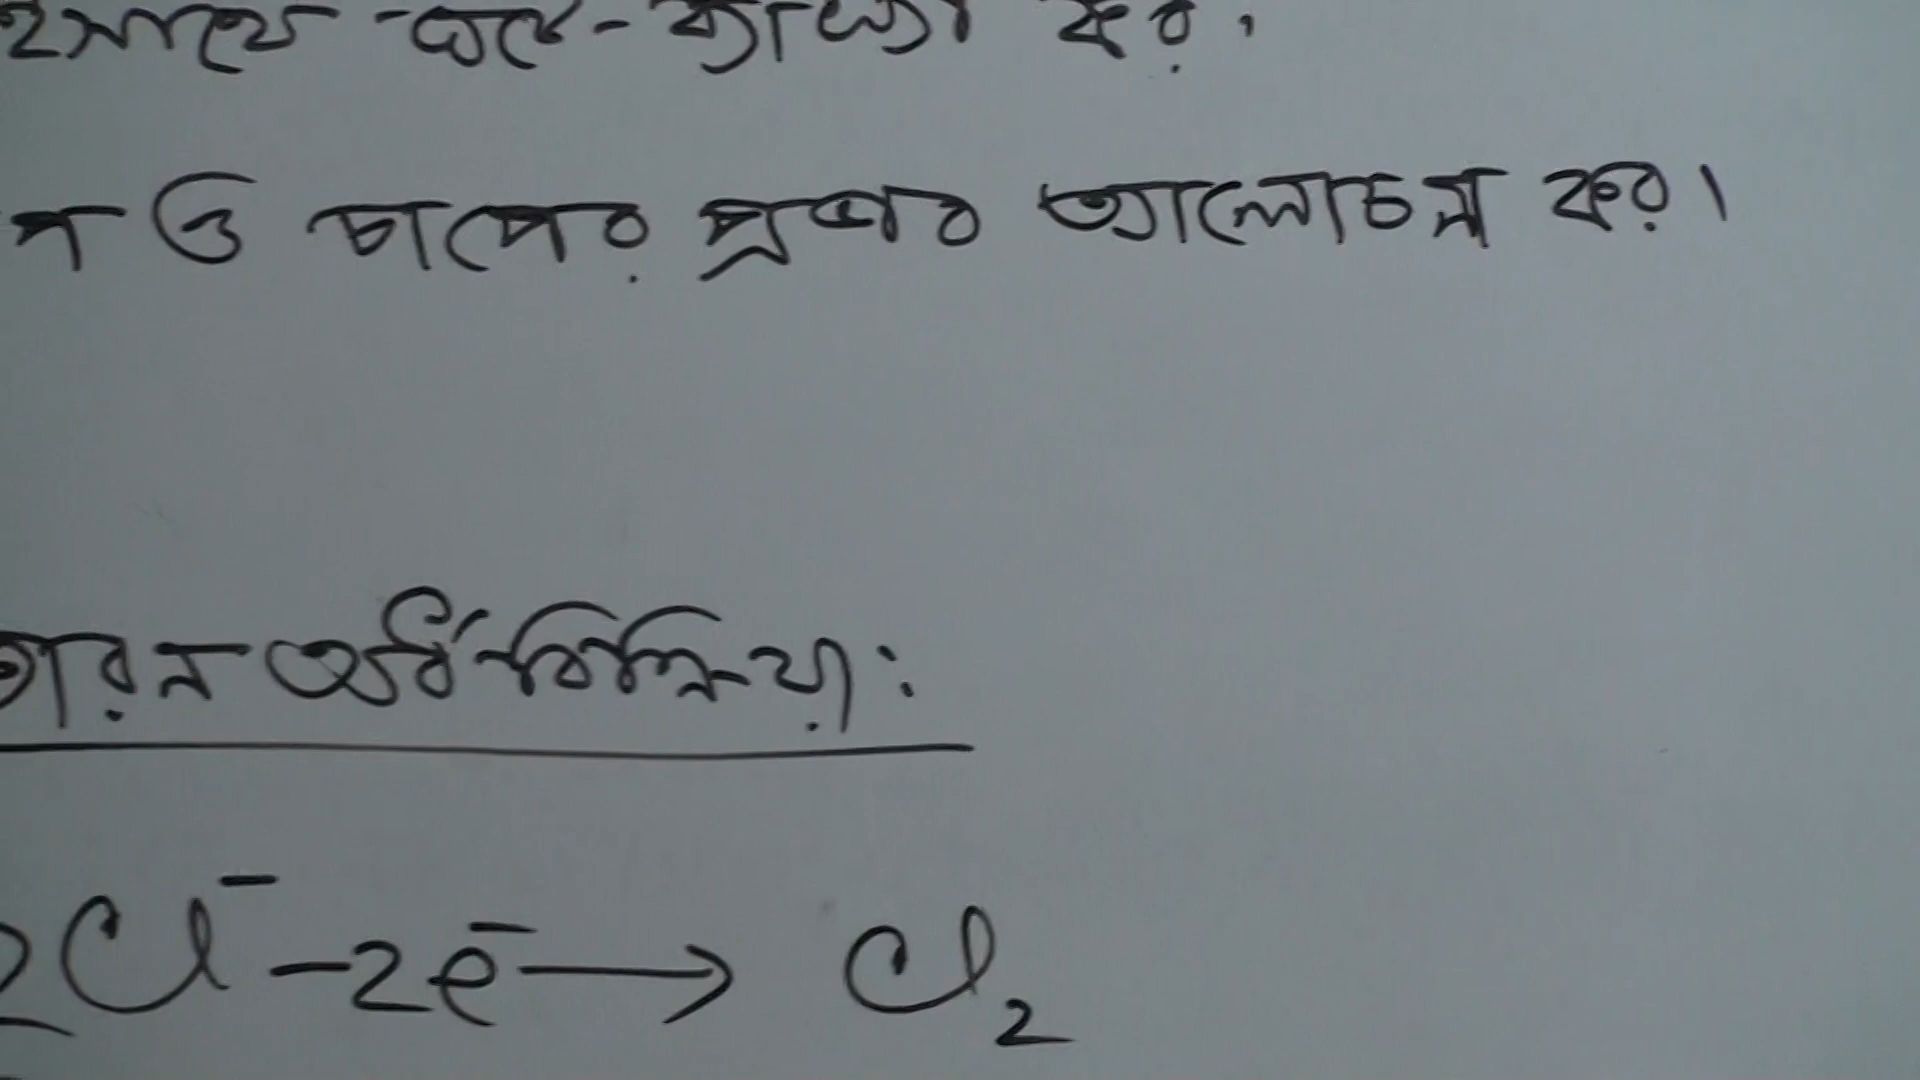 কর।
ও চাপের প্রভাব আলোচনা কর।
জারন অর্ধবিক্রিয়া:
2Cl⁻ - 2e⁻ → Cl₂